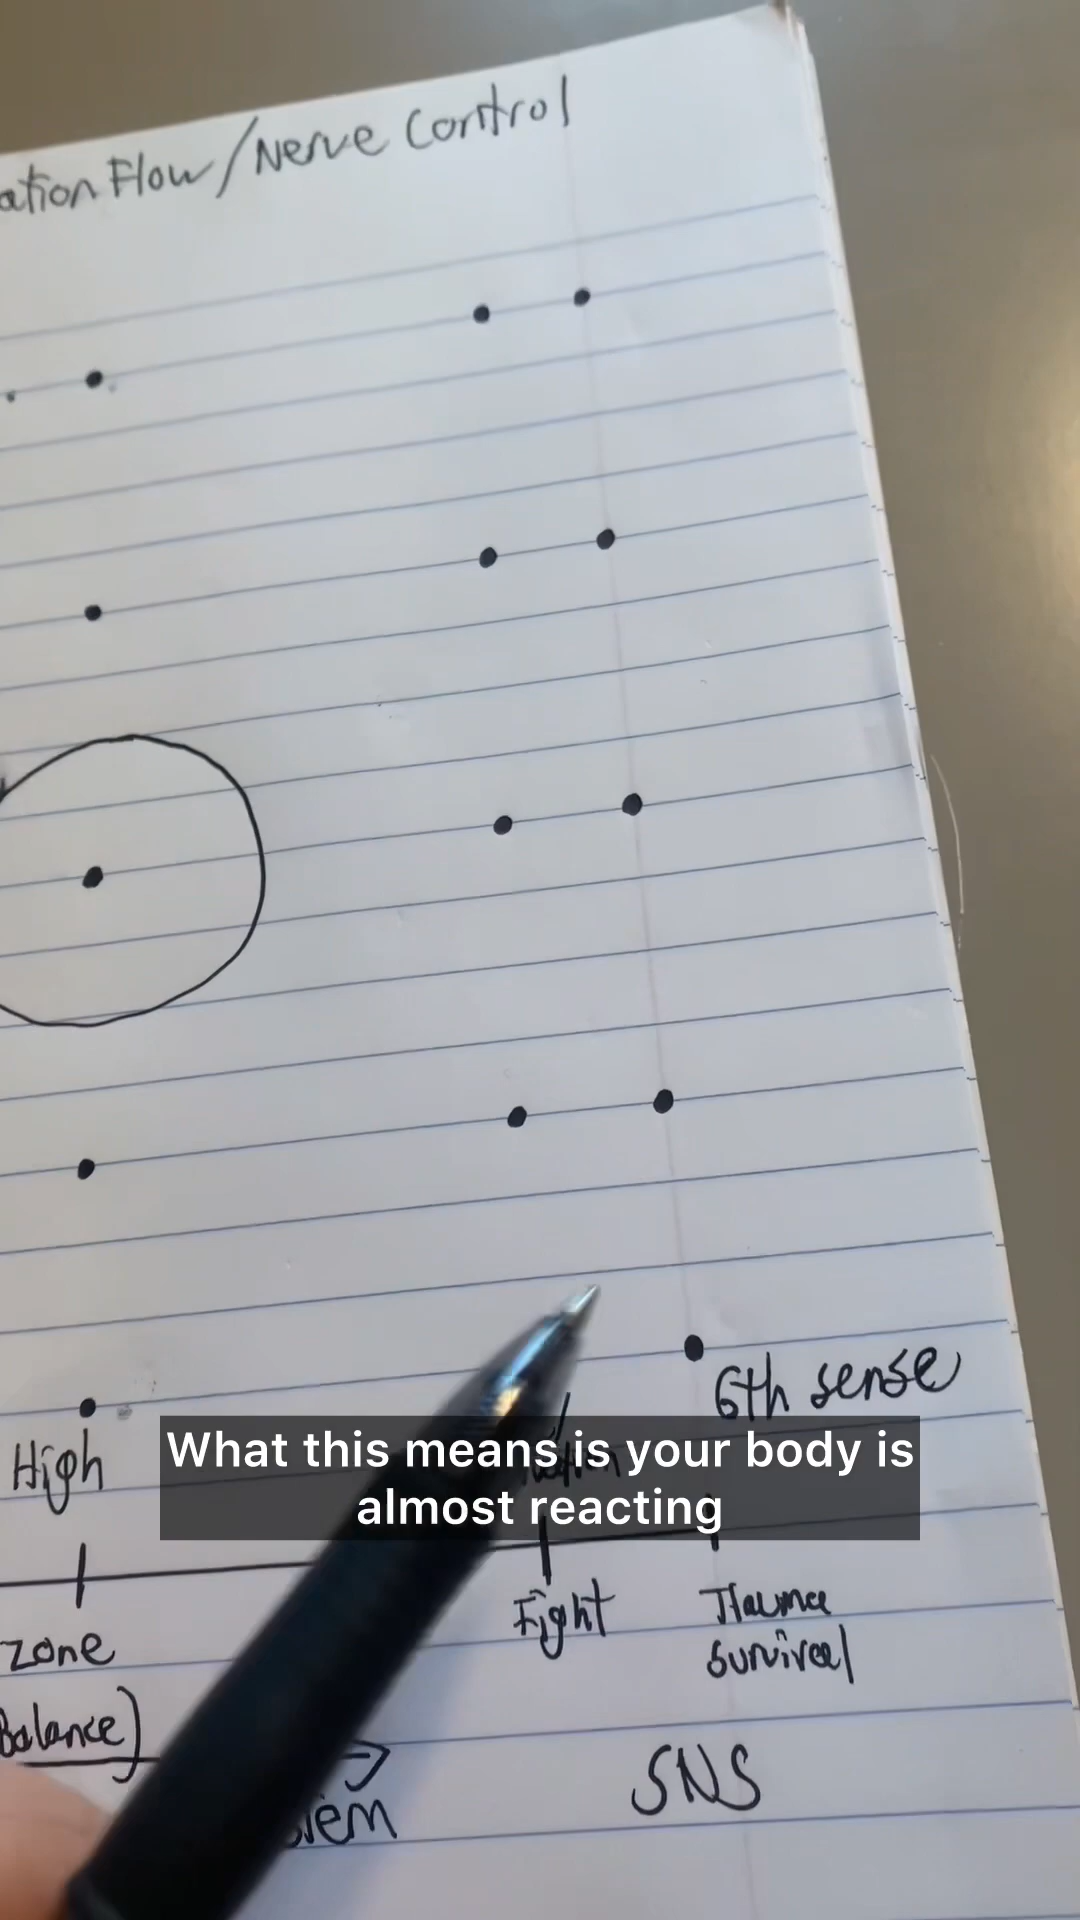 ation Flow/Nerve Control
6th sense
High
What this means is your body is
almost reacting
Fight
Trauma
Survival
zone
Balance)
SNS